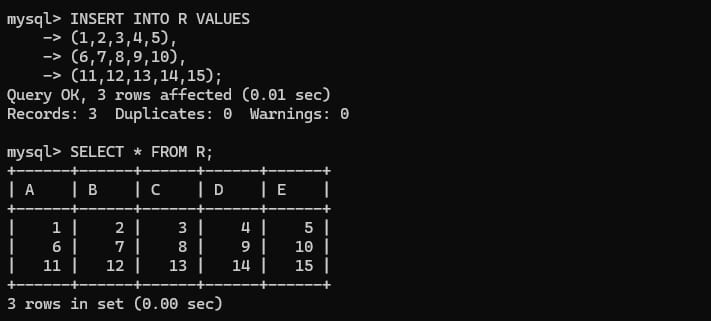 mysql> INSERT INTO R VALUES
    -> (1,2,3,4,5),
    -> (6,7,8,9,10),
    -> (11,12,13,14,15);
Query OK, 3 rows affected (0.01 sec)
Records: 3  Duplicates: 0  Warnings: 0

mysql> SELECT * FROM R;
+------+------+------+------+------+
| A    | B    | C    | D    | E    |
+------+------+------+------+------+
|    1 |    2 |    3 |    4 |    5 |
|    6 |    7 |    8 |    9 |   10 |
|   11 |   12 |   13 |   14 |   15 |
+------+------+------+------+------+
3 rows in set (0.00 sec)